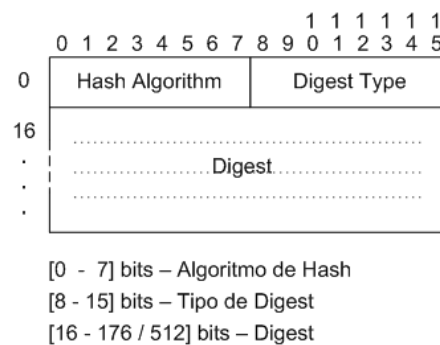 1 1 1 1 1 1
0 1 2 3 4 5 6 7 8 9 0 1 2 3 4 5
0 Hash Algorithm Digest Type
16
Digest
[0 - 7] bits – Algoritmo de Hash
[8 - 15] bits – Tipo de Digest
[16 - 176 / 512] bits – Digest